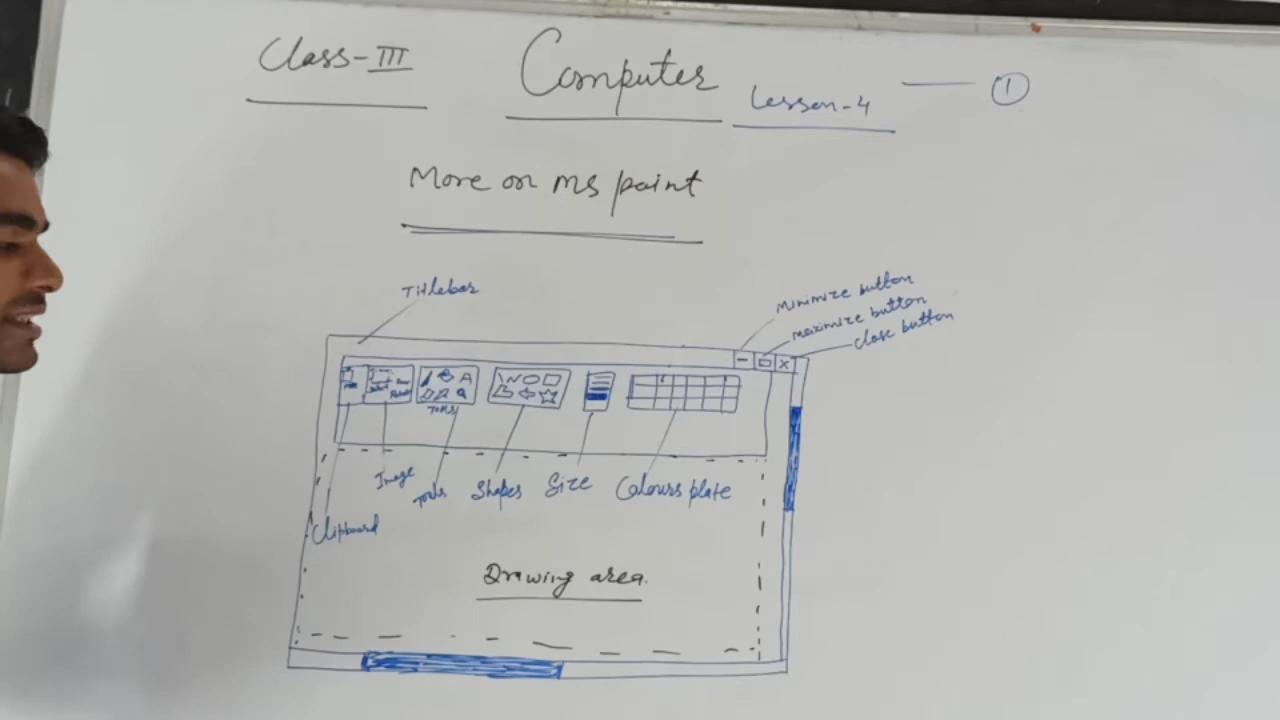 Class-III
Computer
Lesson-4
1
More on MS paint
Titlebar
Minimize button
maximize button
close button
A
Tools
Image
Tools
Shapes
Size
Colours plate
Clipboard
Drawing area.